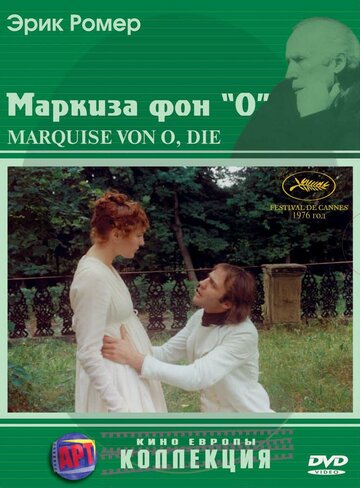 Эрик Ромер
Маркиза фон "О"
MARQUISE VON O, DIE
FESTIVAL DE CANNES
1976 год
АРТ
КИНО ЕВРОПЫ
КОЛЛЕКЦИЯ
DVD
VIDEO